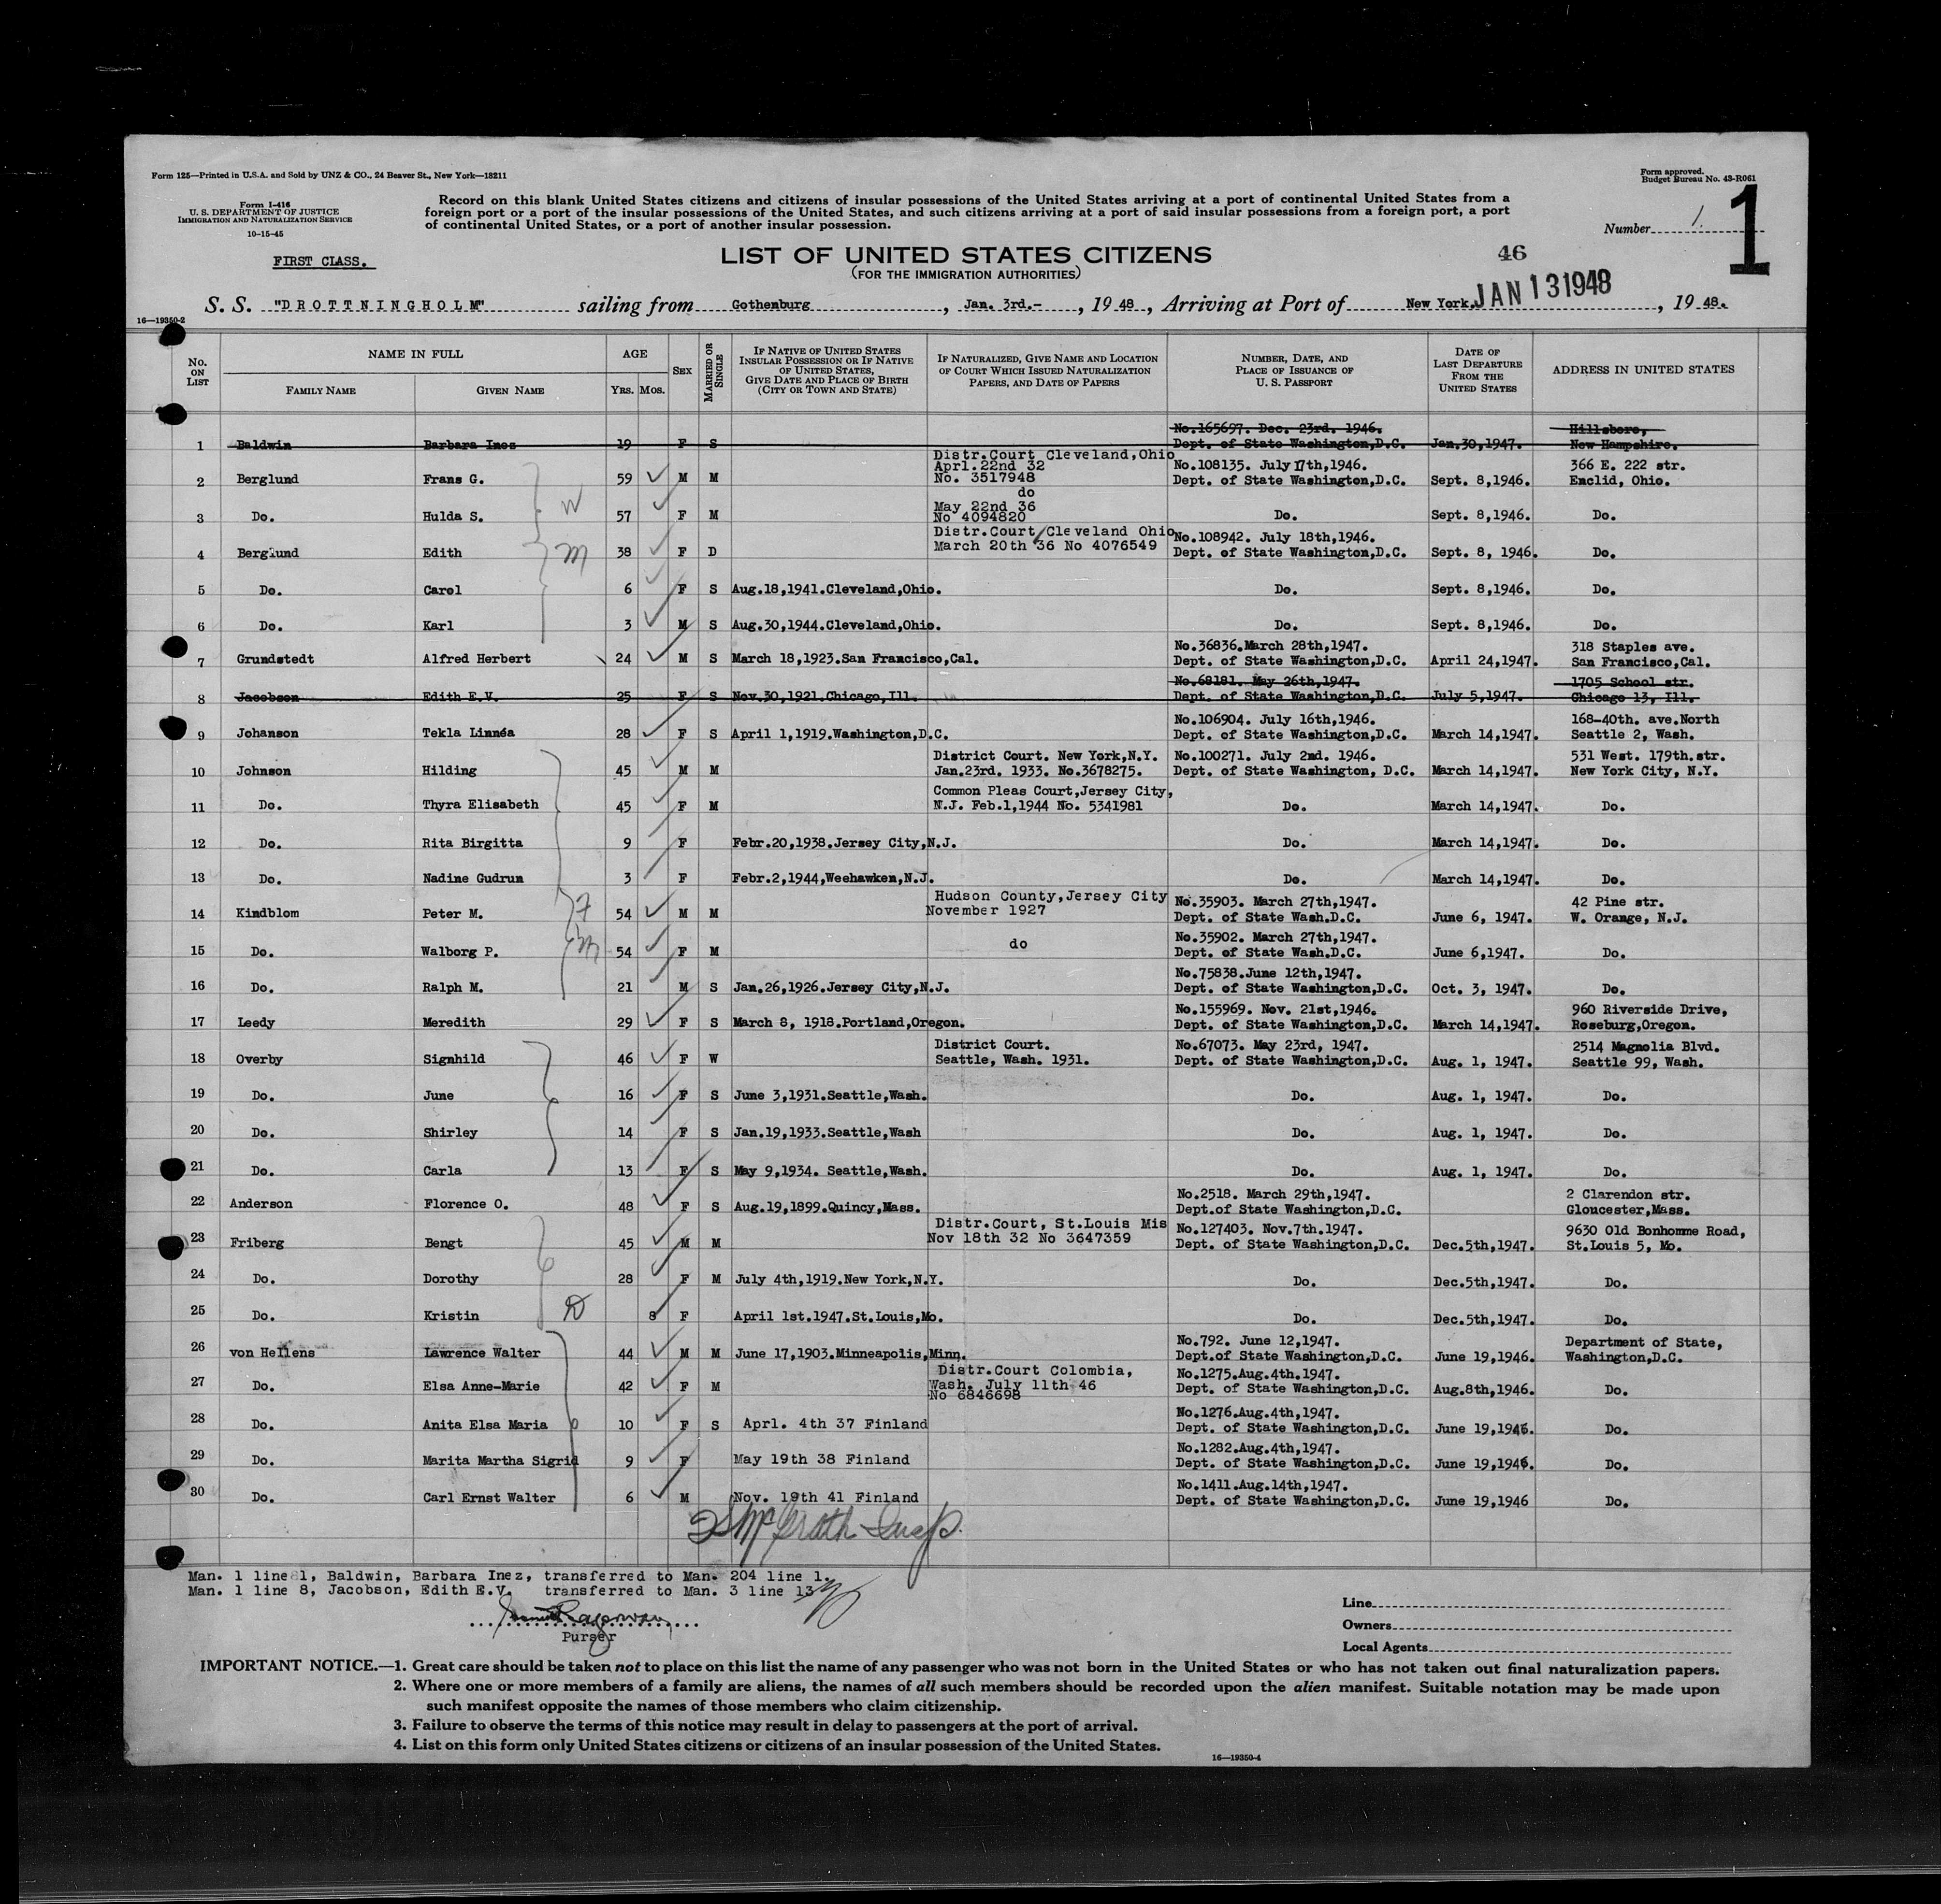 Form 125—Printed in U.S.A. and Sold by UNZ & CO., 24 Beaver St., New York—18211
Form approved.
Budget Bureau No. 43-R061
Form I-416
U. S. DEPARTMENT OF JUSTICE
IMMIGRATION AND NATURALIZATION SERVICE
10-15-45
Record on this blank United States citizens and citizens of insular possessions of the United States arriving at a port of continental United States from a
foreign port or a port of the insular possessions of the United States, and such citizens arriving at a port of said insular possessions from a foreign port, a port
of continental United States, or a port of another insular possession.
Number 1.
1
FIRST CLASS.
LIST OF UNITED STATES CITIZENS
(FOR THE IMMIGRATION AUTHORITIES)
46
S. S. "DROTTNINGHOLM" sailing from Gothenburg, Jan. 3rd.-, 1948, Arriving at Port of New York, JAN 13 1948, 1948.
16—19350-2
No. ON LIST
NAME IN FULL
FAMILY NAME
GIVEN NAME
AGE
YRS. MOS.
SEX
MARRIED OR SINGLE
IF NATIVE OF UNITED STATES
INSULAR POSSESSION OR IF NATIVE
OF UNITED STATES,
GIVE DATE AND PLACE OF BIRTH
(CITY OR TOWN AND STATE)
IF NATURALIZED, GIVE NAME AND LOCATION
OF COURT WHICH ISSUED NATURALIZATION
PAPERS, AND DATE OF PAPERS
NUMBER, DATE, AND
PLACE OF ISSUANCE OF
U. S. PASSPORT
DATE OF
LAST DEPARTURE
FROM THE
UNITED STATES
ADDRESS IN UNITED STATES
No.165697. Dec. 23rd. 1946. Hillsboro,
1 Baldwin Barbara Inez 19 F S Dept. of State Washington,D.C. Jan.30,1947. New Hampshire.
Distr.Court Cleveland,Ohio
Aprl.22nd 32 No.108135. July 17th,1946. 366 E. 222 str.
2 Berglund Frans G. 59 M M No. 3517948 Dept. of State Washington,D.C. Sept. 8,1946. Enclid, Ohio.
do
May 22nd 36
3 Do. Hulda S. 57 F M No 4094820 Do. Sept. 8,1946. Do.
Distr.Court Cleveland Ohio No.108942. July 18th,1946.
4 Berglund Edith 38 F D March 20th 36 No 4076549 Dept. of State Washington,D.C. Sept. 8, 1946. Do.
5 Do. Carol 6 F S Aug.18,1941.Cleveland,Ohio. Do. Sept. 8,1946. Do.
6 Do. Karl 3 M S Aug.30,1944.Cleveland,Ohio. Do. Sept. 8,1946. Do.
No.36836.March 28th,1947. 318 Staples ave.
7 Grundstedt Alfred Herbert 24 M S March 18,1923.San Francisco,Cal. Dept. of State Washington,D.C. April 24,1947. San Francisco,Cal.
No.68181. May 26th,1947. 1705 School str.
8 Jacobson Edith E.V. 25 F S Nov.30,1921.Chicago,Ill. Dept. of State Washington,D.C. July 5,1947. Chicago 13, Ill.
No.106904. July 16th,1946. 168-40th. ave.North
9 Johanson Tekla Linnéa 28 F S April 1,1919.Washington,D.C. Dept. of State Washington,D.C. March 14,1947. Seattle 2, Wash.
District Court. New York,N.Y. No.100271. July 2nd. 1946. 531 West. 179th.str.
10 Johnson Hilding 45 M M Jan.23rd. 1933. No.3678275. Dept. of State Washington, D.C. March 14,1947. New York City, N.Y.
Common Pleas Court,Jersey City,
11 Do. Thyra Elisabeth 45 F M N.J. Feb.1,1944 No. 5341981 Do. March 14,1947. Do.
12 Do. Rita Birgitta 9 F Febr.20,1938.Jersey City,N.J. Do. March 14,1947. Do.
13 Do. Nadine Gudrun 3 F Febr.2,1944,Weehawken,N.J. Do. March 14,1947. Do.
Hudson County,Jersey City No.35903. March 27th,1947. 42 Pine str.
14 Kindblom Peter M. 54 M M November 1927 Dept. of State Wash.D.C. June 6, 1947. W. Orange, N.J.
No.35902. March 27th,1947.
15 Do. Walborg P. 54 F M do Dept. of State Wash.D.C. June 6,1947. Do.
No.75838.June 12th,1947.
16 Do. Ralph M. 21 M S Jan.26,1926.Jersey City,N.J. Dept. of State Washington,D.C. Oct. 3, 1947. Do.
No.155969. Nov. 21st,1946. 960 Riverside Drive,
17 Leedy Meredith 29 F S March 8, 1918.Portland,Oregon. Dept. of State Washington,D.C. March 14,1947. Roseburg,Oregon.
District Court. No.67073. May 23rd, 1947. 2514 Magnolia Blvd.
18 Overby Signhild 46 F W Seattle, Wash. 1931. Dept. of State Washington,D.C. Aug. 1, 1947. Seattle 99, Wash.
19 Do. June 16 F S June 3,1931.Seattle,Wash. Do. Aug. 1, 1947. Do.
20 Do. Shirley 14 F S Jan.19,1933.Seattle,Wash Do. Aug. 1, 1947. Do.
21 Do. Carla 13 F S May 9,1934. Seattle,Wash. Do. Aug. 1, 1947. Do.
No.2518. March 29th,1947. 2 Clarendon str.
22 Anderson Florence O. 48 F S Aug.19,1899.Quincy,Mass. Dept.of State Washington,D.C. Gloucester,Mass.
Distr.Court, St.Louis Mis No.127403. Nov.7th.1947. 9630 Old Bonhomme Road,
23 Friberg Bengt 45 M M Nov 18th 32 No 3647359 Dept. of State Washington,D.C. Dec.5th,1947. St.Louis 5, Mo.
24 Do. Dorothy 28 F M July 4th,1919.New York,N.Y. Do. Dec.5th,1947. Do.
25 Do. Kristin 8 F April 1st.1947.St.Louis,Mo. Do. Dec.5th,1947. Do.
No.792. June 12,1947. Department of State,
26 von Hellens Lawrence Walter 44 M M June 17,1903.Minneapolis,Minn. Dept.of State Washington,D.C. June 19,1946. Washington,D.C.
Distr.Court Colombia, No.1275.Aug.4th.1947.
27 Do. Elsa Anne-Marie 42 F M Wash. July 11th 46 Dept. of State Washington,D.C. Aug.8th,1946. Do.
No 6846698
No.1276.Aug.4th,1947.
28 Do. Anita Elsa Maria 10 F S Aprl. 4th 37 Finland Dept. of State Washington,D.C. June 19,1946. Do.
No.1282.Aug.4th,1947.
29 Do. Marita Martha Sigrid 9 F May 19th 38 Finland Dept. of State Washington,D.C. June 19,1946. Do.
No.1411.Aug.14th,1947.
30 Do. Carl Ernst Walter 6 M Nov. 19th 41 Finland Dept. of State Washington,D.C. June 19,1946 Do.
McGrath Insp.
Man. 1 line 1, Baldwin, Barbara Inez, transferred to Man. 204 line 1.
Man. 1 line 8, Jacobson, Edith E.V. transferred to Man. 3 line 13
Purser
Line
Owners
Local Agents
IMPORTANT NOTICE.—1. Great care should be taken not to place on this list the name of any passenger who was not born in the United States or who has not taken out final naturalization papers.
2. Where one or more members of a family are aliens, the names of all such members should be recorded upon the alien manifest. Suitable notation may be made upon
such manifest opposite the names of those members who claim citizenship.
3. Failure to observe the terms of this notice may result in delay to passengers at the port of arrival.
4. List on this form only United States citizens or citizens of an insular possession of the United States.
16—19350-4